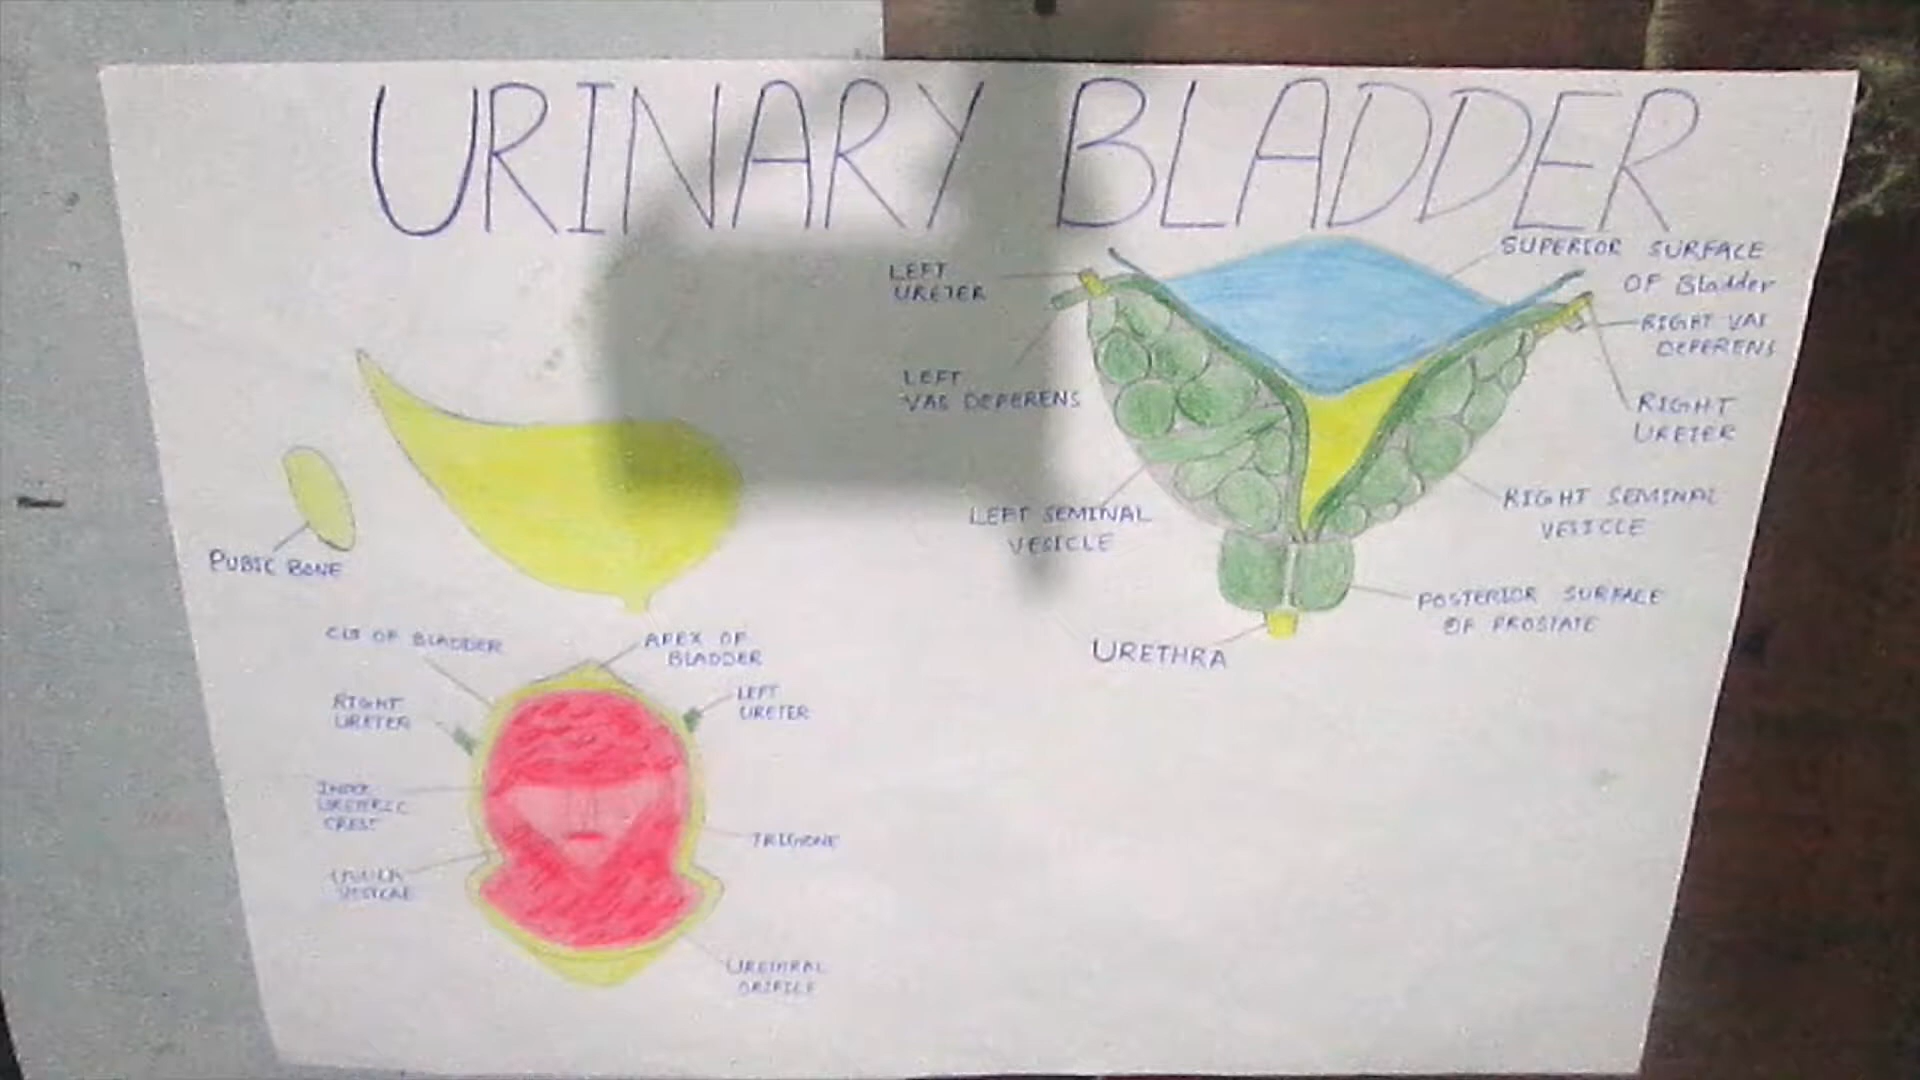 URINARY BLADDER
SUPERIOR SURFACE
OF Bladder
LEFT
URETER
RIGHT VAS
DEFERENS
LEFT
VAS DEFERENS
RIGHT
URETER
LEFT SEMINAL
VESICLE
RIGHT SEMINAL
VESICLE
POSTERIOR SURFACE
OF PROSTATE
URETHRA
PUBIC BONE
OF BLADDER
APEX OF
BLADDER
RIGHT
URETER
LEFT
URETER
URETERIC
CREST
TRIGONE
URETHRAL
ORIFICE